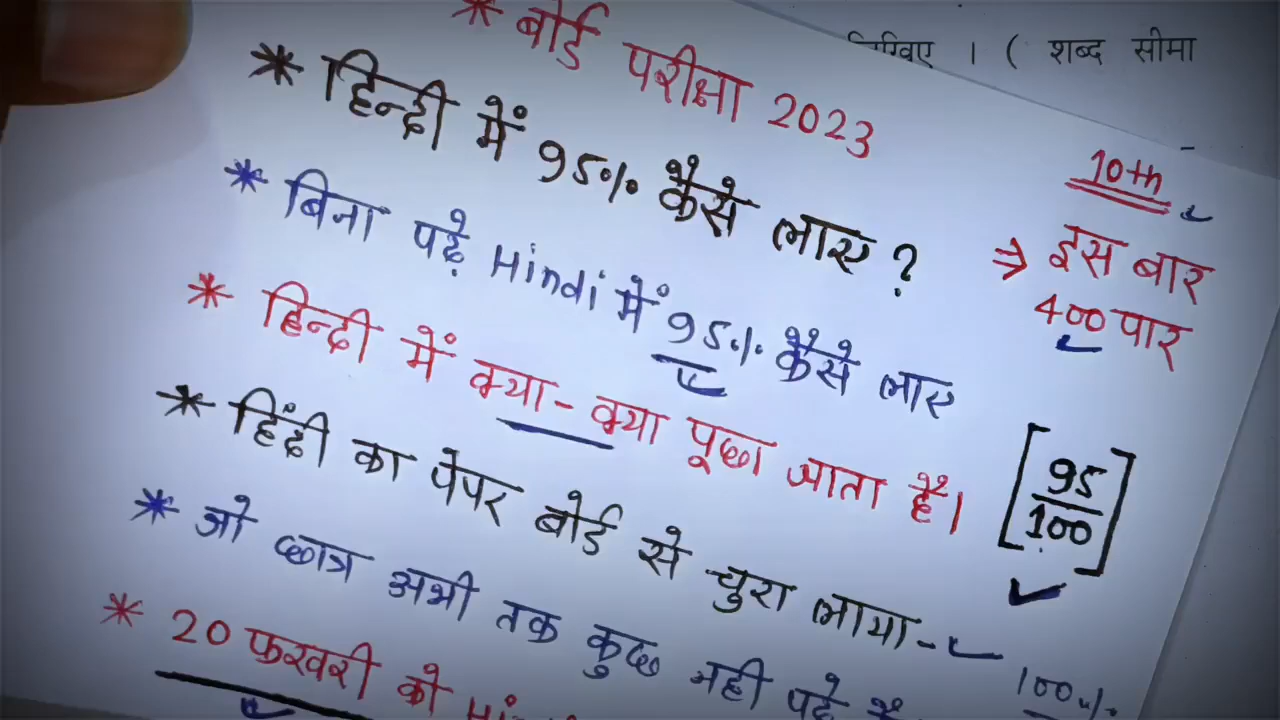 * बोर्ड परीक्षा 2023
* हिन्दी में 95% कैसे लाए ?
* बिना पढ़े Hindi में 95% कैसे लाए
* हिन्दी में क्या-क्या पूछा जाता है।
* हिंदी का पेपर बोर्ड से चुरा लाया-
* जो छात्र अभी तक कुछ नही पढे है
* 20 फरवरी को
। ( शब्द सीमा
10th
⇒ इस बार
400 पार
[95/100]
100%